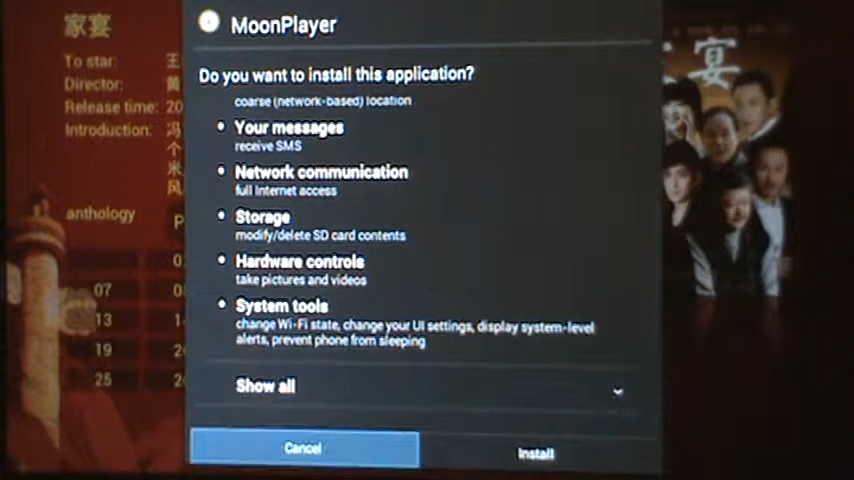 家宴
MoonPlayer
To star: 王
Do you want to install this application?
Director: 黄
coarse (network-based) location
Release time: 20
Your messages
Introduction: 冯
receive SMS
个
米
风
Network communication
full Internet access
Storage
anthology P
modify/delete SD card contents
Hardware controls
take pictures and videos
07 0
System tools
13 1
change Wi-Fi state, change your UI settings, display system-level
alerts, prevent phone from sleeping
19 2
25 2
Show all
Cancel
Install
宴